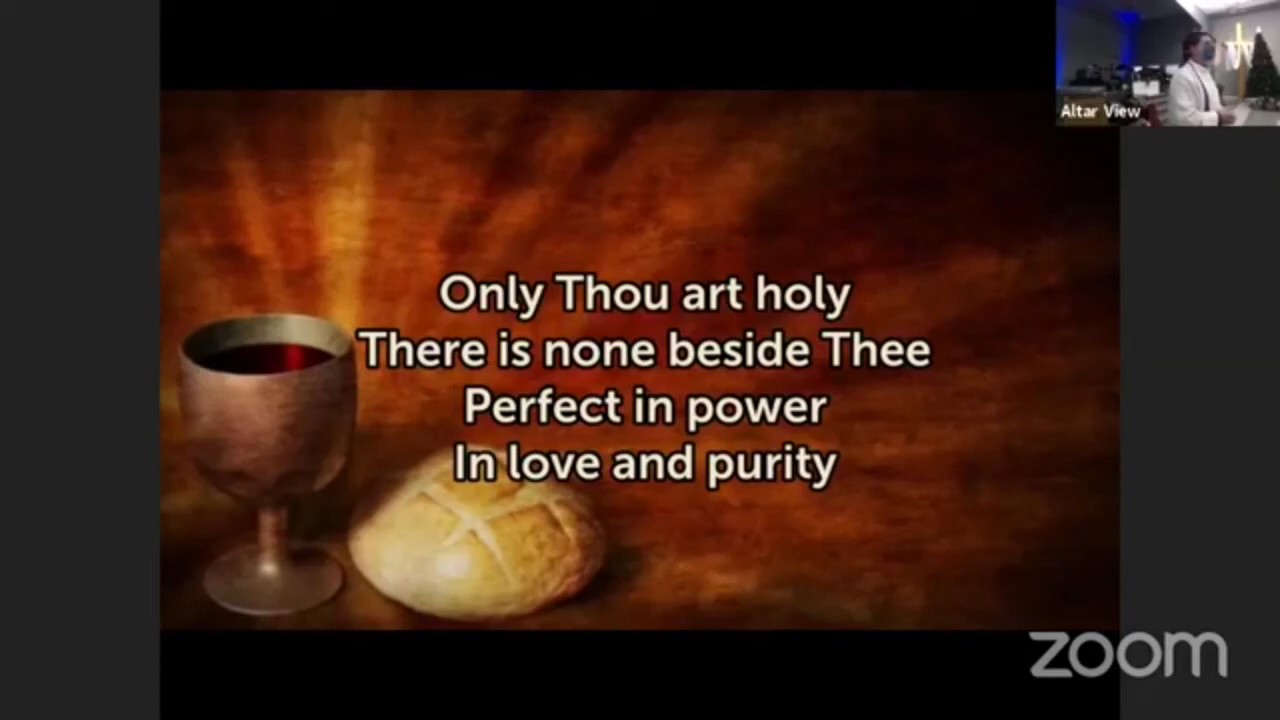 Altar View
Only Thou art holy
There is none beside Thee
Perfect in power
In love and purity
zoom